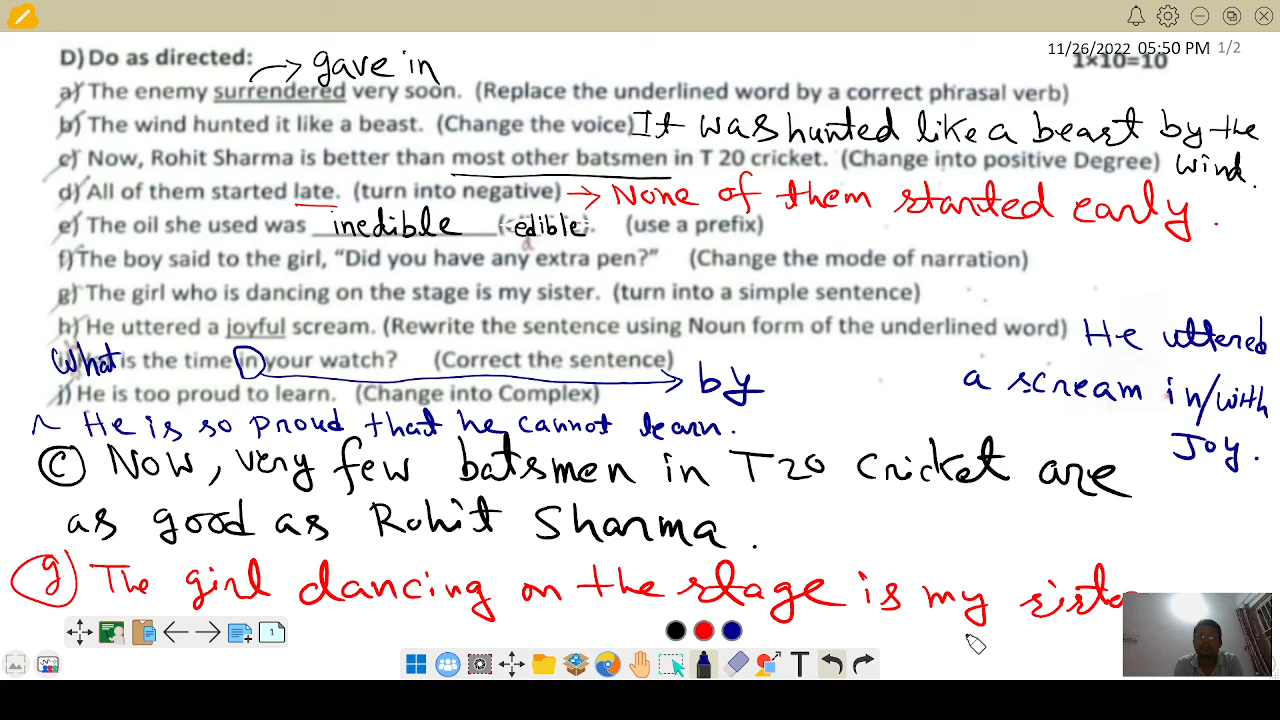 11/26/2022 05:50 PM 1/2
D) Do as directed: gave in 1×10=10
a) The enemy surrendered very soon. (Replace the underlined word by a correct phrasal verb)
b) The wind hunted it like a beast. (Change the voice) It was hunted like a beast by the wind.
c) Now, Rohit Sharma is better than most other batsmen in T 20 cricket. (Change into positive Degree)
d) All of them started late. (turn into negative) → None of them started early.
e) The oil she used was inedible (edible). (use a prefix)
f) The boy said to the girl, "Did you have any extra pen?" (Change the mode of narration)
g) The girl who is dancing on the stage is my sister. (turn into a simple sentence)
h) He uttered a joyful scream. (Rewrite the sentence using Noun form of the underlined word) He uttered a scream in/with Joy.
What is the time in your watch? (Correct the sentence) by
j) He is too proud to learn. (Change into Complex)
He is so proud that he cannot learn.
c) Now, very few batsmen in T 20 cricket are
as good as Rohit Sharma.
g) The girl dancing on the stage is my sister
1